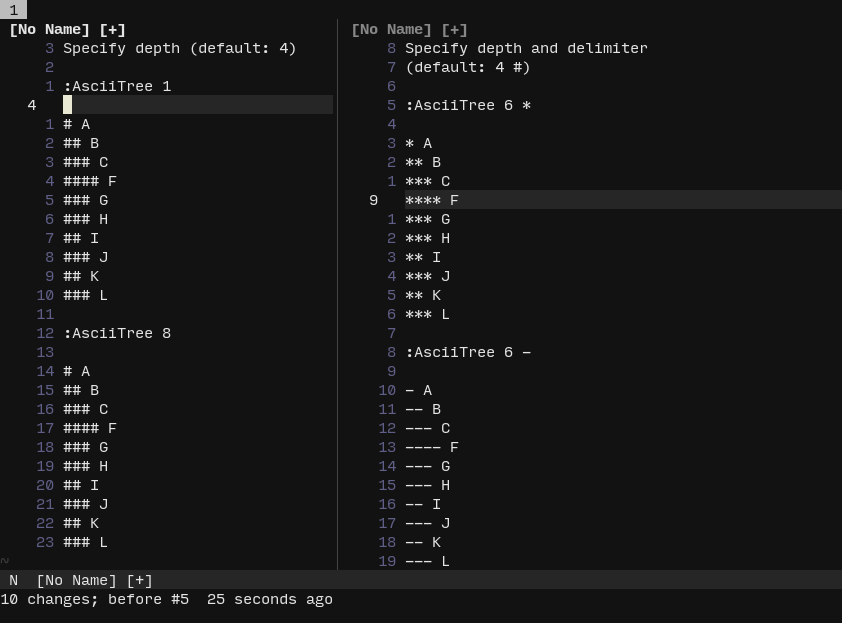 1
[No Name] [+]
3 Specify depth (default: 4)
2
1 :AsciiTree 1
4
1 # A
2 ## B
3 ### C
4 #### F
5 ### G
6 ### H
7 ## I
8 ### J
9 ## K
10 ### L
11
12 :AsciiTree 8
13
14 # A
15 ## B
16 ### C
17 #### F
18 ### G
19 ### H
20 ## I
21 ### J
22 ## K
23 ### L
~
[No Name] [+]
8 Specify depth and delimiter
7 (default: 4 #)
6
5 :AsciiTree 6 *
4
3 * A
2 ** B
1 *** C
9 **** F
1 *** G
2 *** H
3 ** I
4 *** J
5 ** K
6 *** L
7
8 :AsciiTree 6 -
9
10 - A
11 -- B
12 --- C
13 ---- F
14 --- G
15 --- H
16 -- I
17 --- J
18 -- K
19 --- L
N [No Name] [+]
10 changes; before #5 25 seconds ago